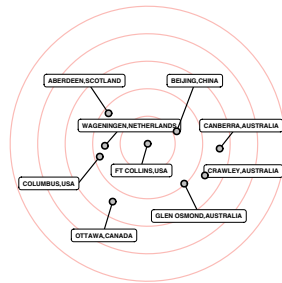 ABERDEEN,SCOTLAND
BEIJING,CHINA
WAGENINGEN,NETHERLANDS
CANBERRA,AUSTRALIA
FT COLLINS,USA
CRAWLEY,AUSTRALIA
COLUMBUS,USA
GLEN OSMOND,AUSTRALIA
OTTAWA,CANADA